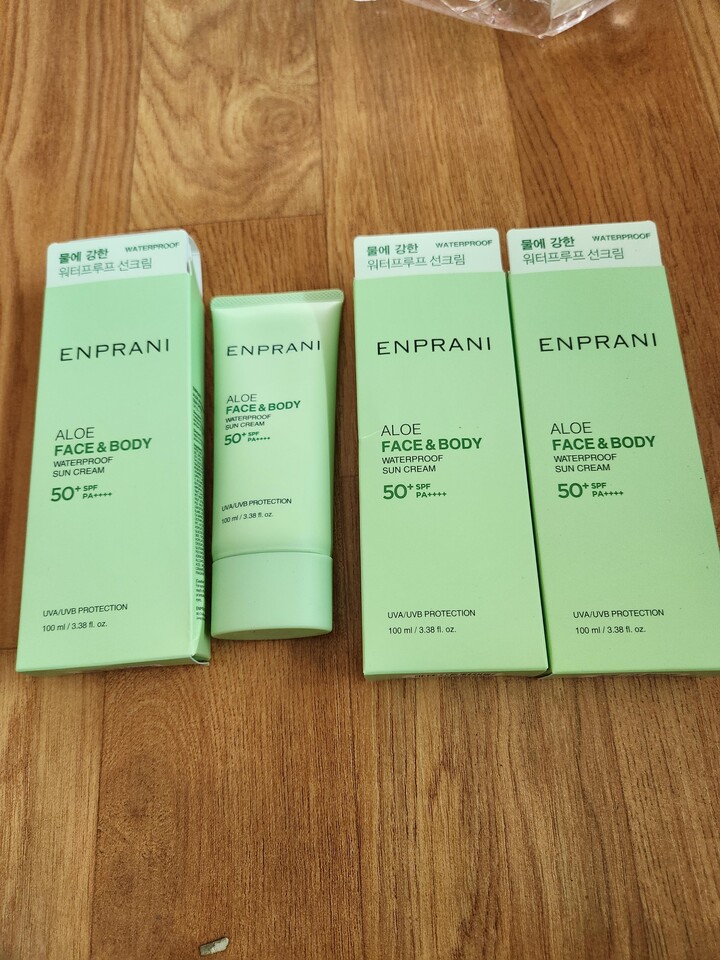 물에 강한 WATERPROOF
워터프루프 선크림
ENPRANI
ALOE
FACE & BODY
WATERPROOF
SUN CREAM
50+ SPF
PA++++
UVA/UVB PROTECTION
100 ml / 3.38 fl. oz.
ENPRANI
ALOE
FACE & BODY
WATERPROOF
SUN CREAM
50+ SPF
PA++++
UVA/UVB PROTECTION
100 ml / 3.38 fl. oz.
물에 강한 WATERPROOF
워터프루프 선크림
ENPRANI
ALOE
FACE & BODY
WATERPROOF
SUN CREAM
50+ SPF
PA++++
UVA/UVB PROTECTION
100 ml / 3.38 fl. oz.
물에 강한 WATERPROOF
워터프루프 선크림
ENPRANI
ALOE
FACE & BODY
WATERPROOF
SUN CREAM
50+ SPF
PA++++
UVA/UVB PROTECTION
100 ml / 3.38 fl. oz.